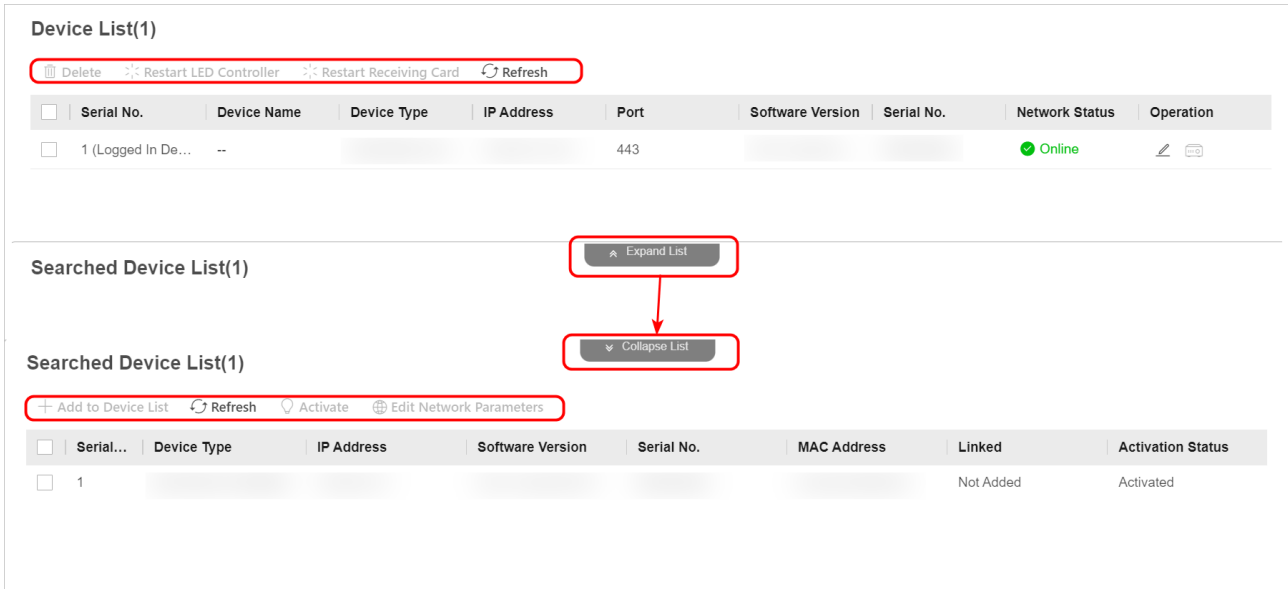 Device List(1)
Delete Restart LED Controller Restart Receiving Card Refresh
Serial No. Device Name Device Type IP Address Port Software Version Serial No. Network Status Operation
1 (Logged In De... -- 443 Online
Expand List
Searched Device List(1)
Collapse List
Searched Device List(1)
Add to Device List Refresh Activate Edit Network Parameters
Serial... Device Type IP Address Software Version Serial No. MAC Address Linked Activation Status
1 Not Added Activated